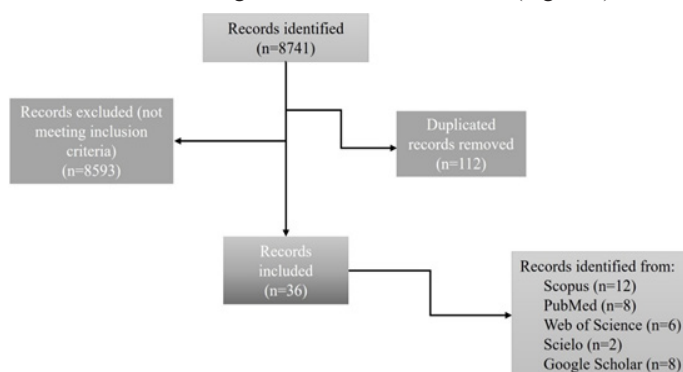 Records identified
(n=8741)
Records excluded (not
meeting inclusion
criteria)
(n=8593)
Duplicated
records removed
(n=112)
Records
included
(n=36)
Records identified from:
Scopus (n=12)
PubMed (n=8)
Web of Science (n=6)
Scielo (n=2)
Google Scholar (n=8)